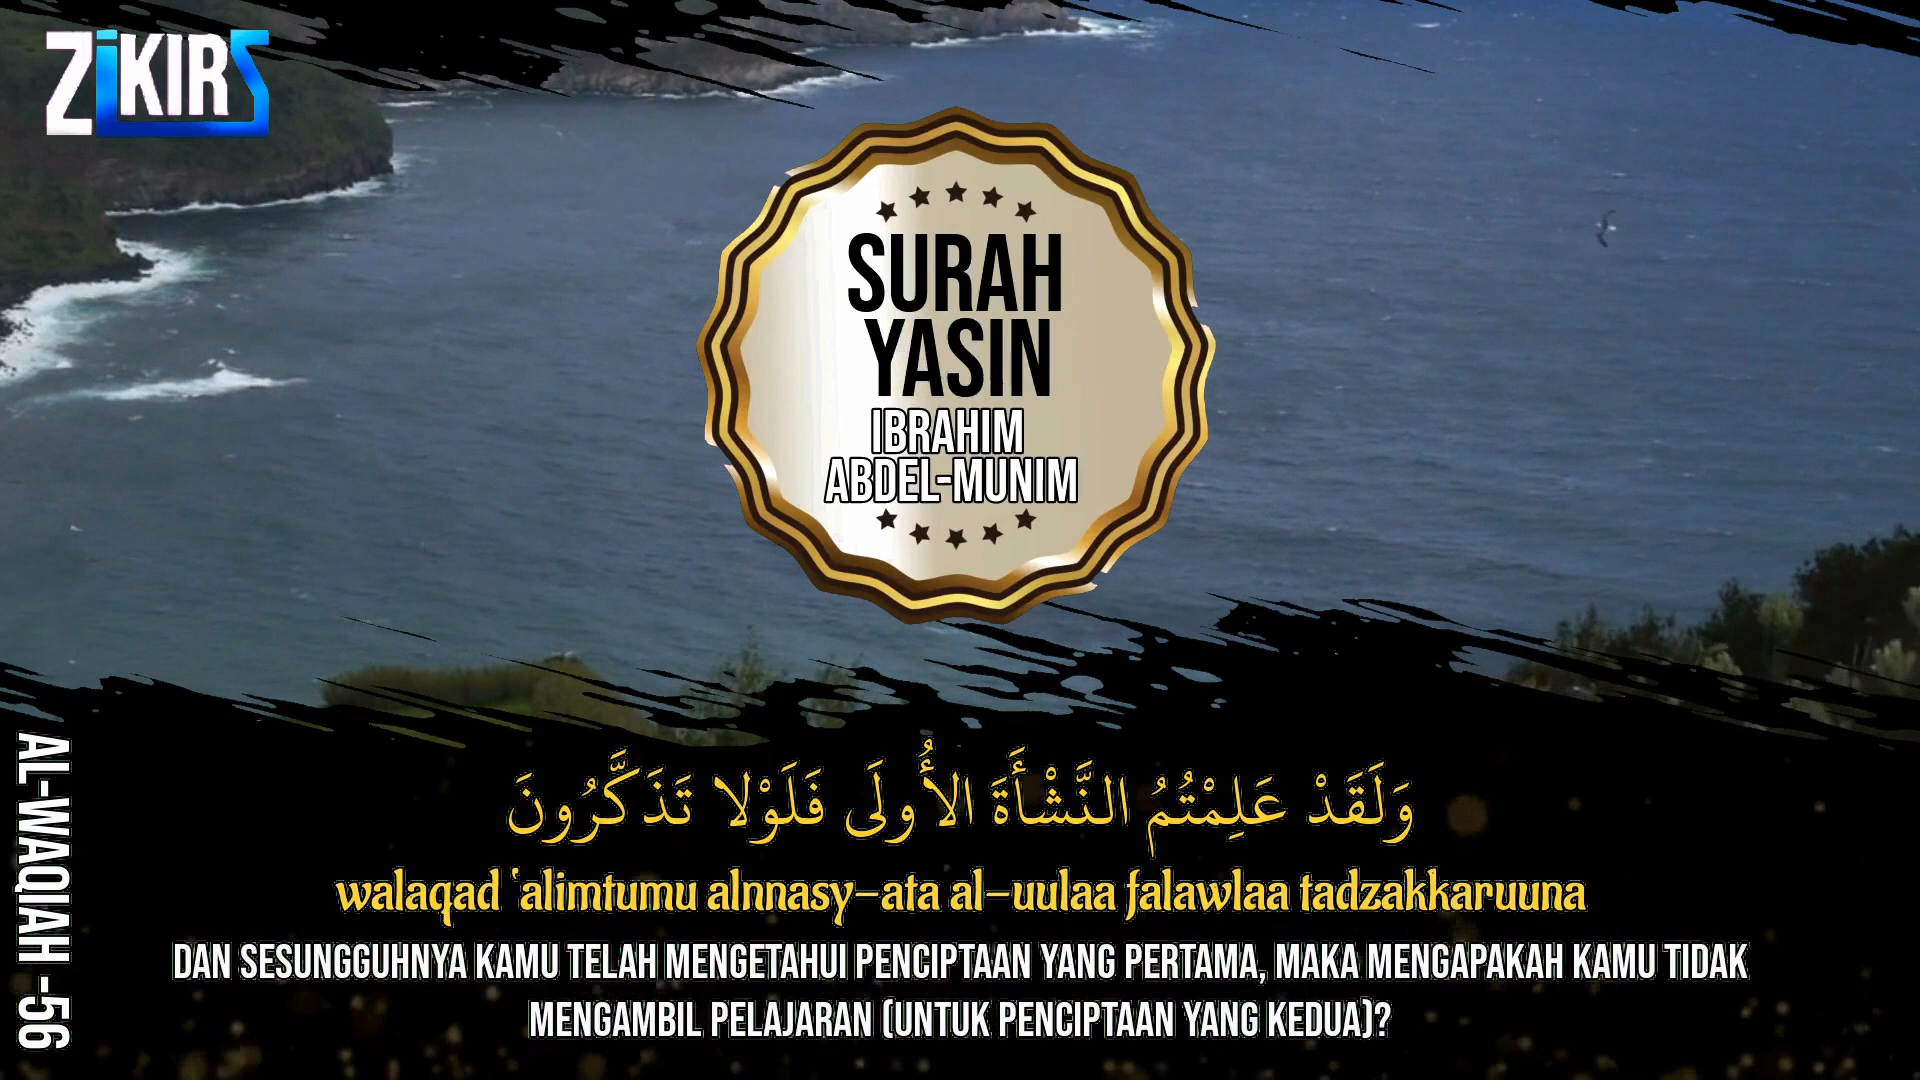 ZIKIRS
SURAH
YASIN
IBRAHIM
ABDEL-MUNIM
AL-WAQIAH -56
وَلَقَدْ عَلِمْتُمُ النَّشْأَةَ الأُولَى فَلَوْلا تَذَكَّرُونَ
walaqad 'alimtumu alnnasy-ata al-uulaa falawlaa tadzakkaruuna
DAN SESUNGGUHNYA KAMU TELAH MENGETAHUI PENCIPTAAN YANG PERTAMA, MAKA MENGAPAKAH KAMU TIDAK
MENGAMBIL PELAJARAN (UNTUK PENCIPTAAN YANG KEDUA)?